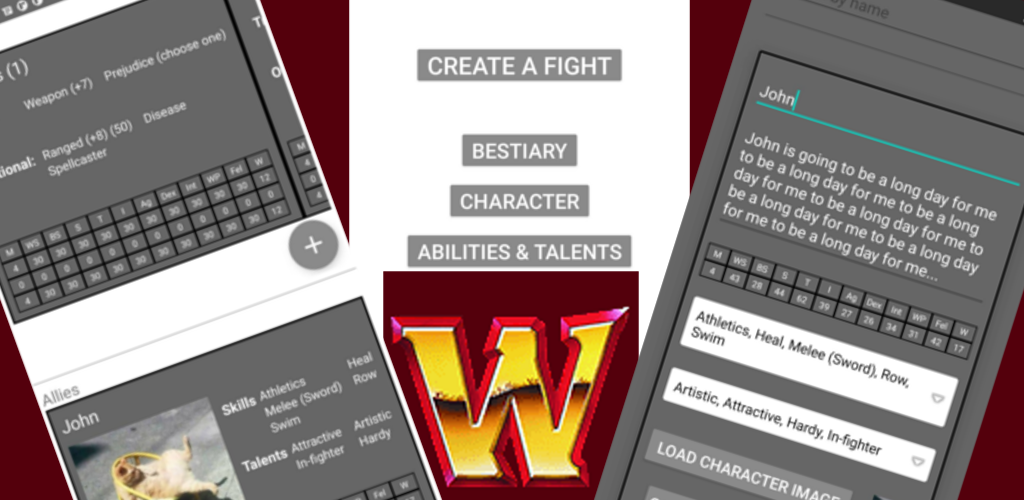 s (1)
Weapon (+7) Prejudice (choose one)
Ranged (+8) (50) Disease
Spellcaster
M WS BS S T I Ag Dex Int WP Fel W
4 30 30 30 30 30 30 30 30 30 30 12
0 0 0 0 0 0 0 0 0 0 0 0
4 30 30 30 30 30 30 30 30 30 30 12
+
Allies
John
Skills Athletics Heal
Melee (Sword) Row
Swim
Talents Attractive Artistic
In-fighter Hardy
Fel W
CREATE A FIGHT
BESTIARY
CHARACTER
ABILITIES & TALENTS
W
by name
John
John is going to be a long day for me
to be a long day for me to be a long
day for me to be a long day for me to
be a long day for me to be a long day
for me to be a long day for me...
M WS BS S T I Ag Dex Int WP Fel W
4 43 28 44 62 39 27 26 34 31 42 17
Athletics, Heal, Melee (Sword), Row,
Swim
Artistic, Attractive, Hardy, In-fighter
LOAD CHARACTER IMAGE